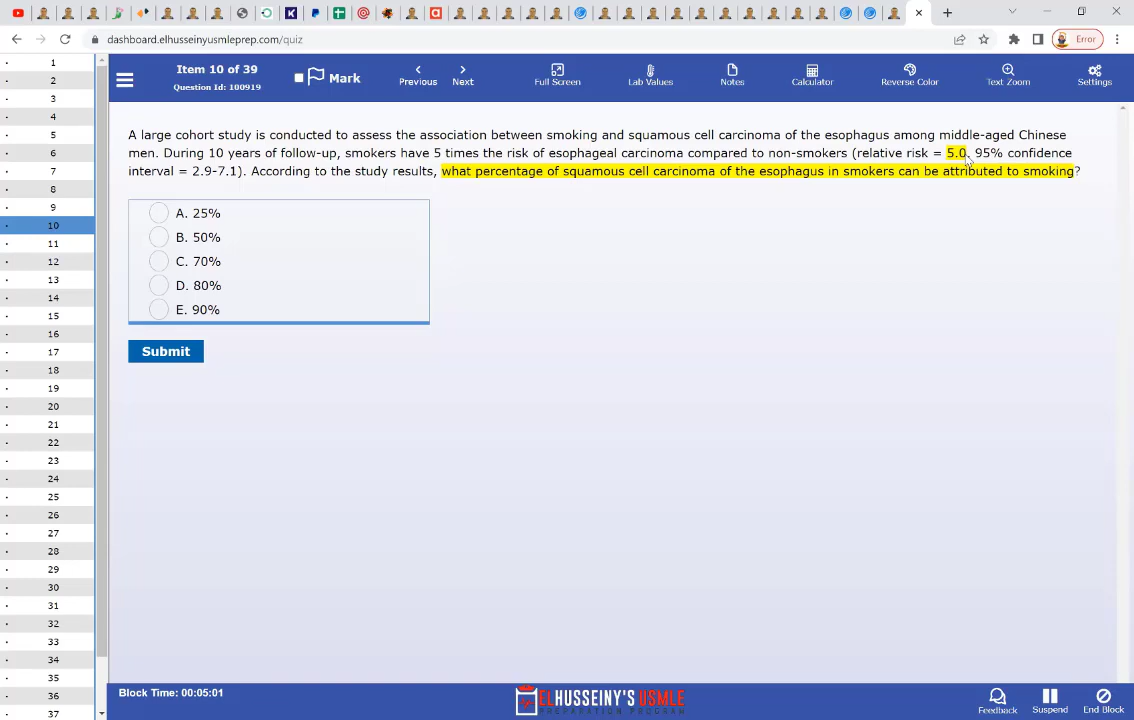 dashboard.elhusseinyusmleprep.com/quiz
Error
Item 10 of 39
Question Id: 100919
Mark
Previous
Next
Full Screen
Lab Values
Notes
Calculator
Reverse Color
Text Zoom
Settings
1
2
3
4
5
6
7
8
9
10
11
12
13
14
15
16
17
18
19
20
21
22
23
24
25
26
27
28
29
30
31
32
33
34
35
36
37
A large cohort study is conducted to assess the association between smoking and squamous cell carcinoma of the esophagus among middle-aged Chinese
men. During 10 years of follow-up, smokers have 5 times the risk of esophageal carcinoma compared to non-smokers (relative risk = 5.0, 95% confidence
interval = 2.9-7.1). According to the study results, what percentage of squamous cell carcinoma of the esophagus in smokers can be attributed to smoking?
A. 25%
B. 50%
C. 70%
D. 80%
E. 90%
Submit
Block Time: 00:05:01
ELHUSSEINY'S USMLE
PREPARATION PROGRAM
Feedback
Suspend
End Block